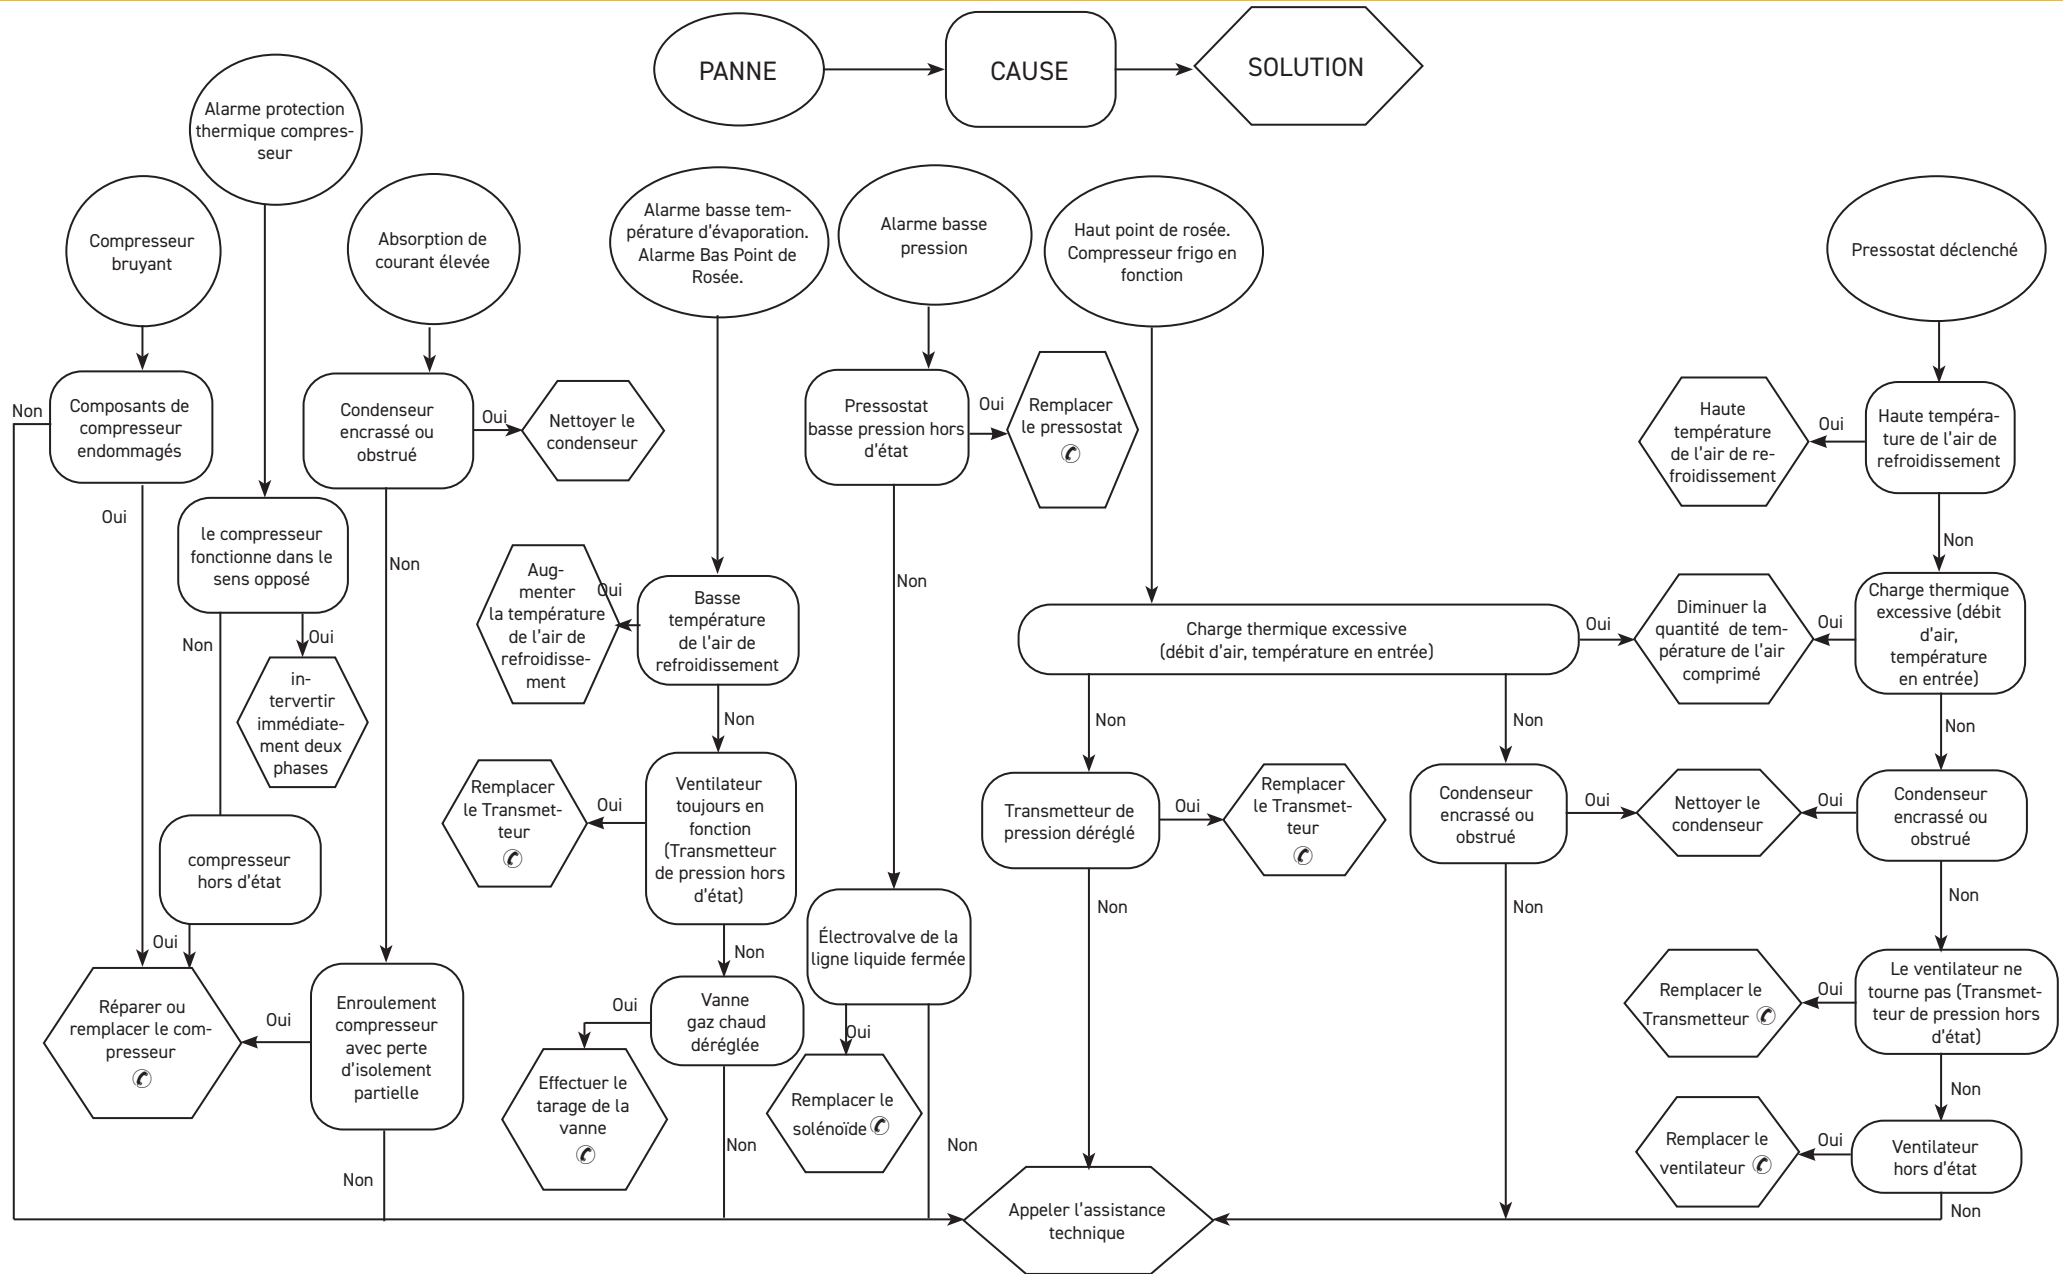 PANNE
CAUSE
SOLUTION
Alarme protection
thermique compres-
seur
Compresseur
bruyant
Absorption de
courant élevée
Alarme basse tem-
pérature d'évaporation.
Alarme Bas Point de
Rosée.
Alarme basse
pression
Haut point de rosée.
Compresseur frigo en
fonction
Pressostat déclenché
Non
Composants de
compresseur
endommagés
Oui
Condenseur
encrassé ou
obstrué
Oui
Nettoyer le
condenseur
Non
Pressostat
basse pression hors
d'état
Oui
Remplacer
le pressostat
✆
Non
Haute
température
de l'air de re-
froidissement
Oui
Haute tempéra-
ture de l'air de
refroidissement
Non
le compresseur
fonctionne dans le
sens opposé
Non
Oui
in-
tervertir
immédiate-
ment deux
phases
Aug-
menter
la température
de l'air de
refroidisse-
ment
Oui
Basse
température
de l'air de
refroidissement
Non
Charge thermique excessive
(débit d'air, température en entrée)
Oui
Diminuer la
quantité de tem-
pérature de l'air
comprimé
Oui
Charge thermique
excessive (débit
d'air,
température
en entrée)
Non
Non
Non
Remplacer
le Transmet-
teur
✆
Oui
Ventilateur
toujours en
fonction
(Transmetteur
de pression hors
d'état)
Non
Transmetteur de
pression déréglé
Oui
Remplacer
le Transmet-
teur
✆
Non
Condenseur
encrassé ou
obstrué
Oui
Nettoyer le
condenseur
Oui
Condenseur
encrassé ou
obstrué
Non
Non
compresseur
hors d'état
Oui
Réparer ou
remplacer le com-
presseur
✆
Oui
Enroulement
compresseur
avec perte
d'isolement
partielle
Non
Oui
Vanne
gaz chaud
déréglée
Effectuer le
tarage de la
vanne
✆
Non
Électrovalve de la
ligne liquide fermée
Oui
Remplacer le
solénoïde ✆
Non
Remplacer le
Transmetteur ✆
Oui
Le ventilateur ne
tourne pas (Transmet-
teur de pression hors
d'état)
Non
Remplacer le
ventilateur ✆
Oui
Ventilateur
hors d'état
Non
Appeler l'assistance
technique